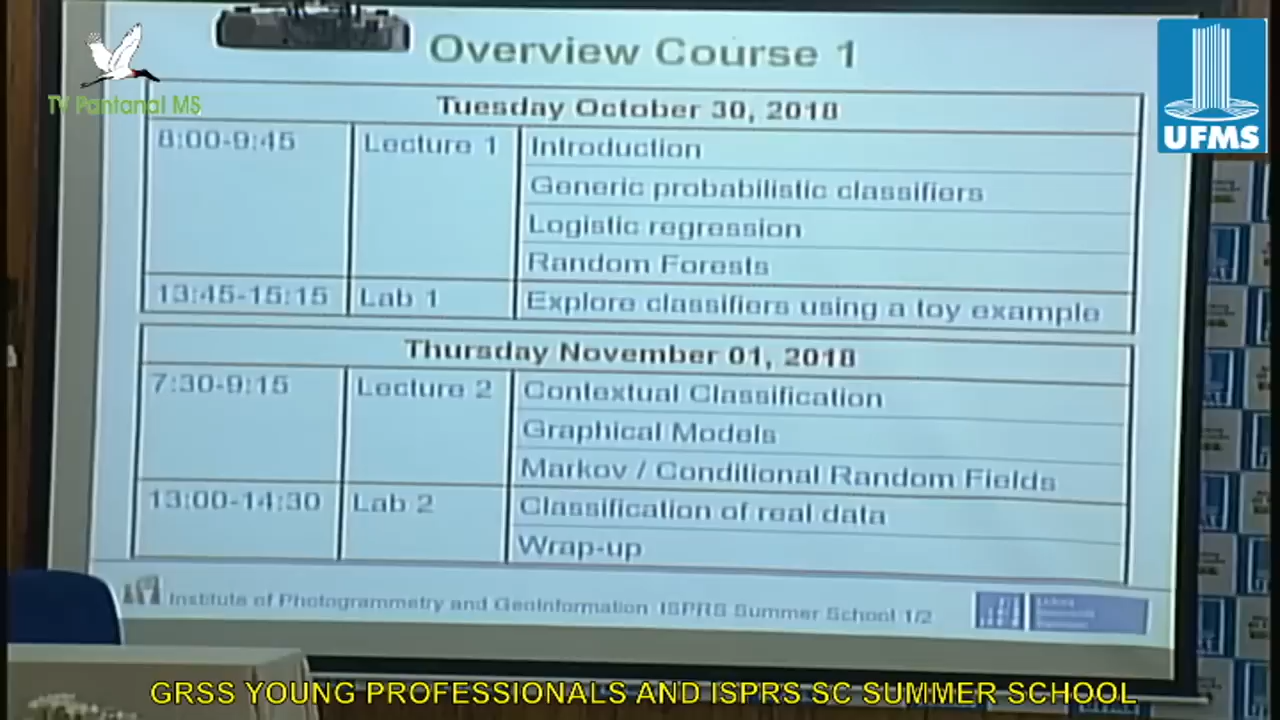 TV Pantanal MS
UFMS
Overview Course 1
Tuesday October 30, 2018
8:00-9:45 Lecture 1 Introduction
Generic probabilistic classifiers
Logistic regression
Random Forests
13:45-15:15 Lab 1 Explore classifiers using a toy example
Thursday November 01, 2018
7:30-9:15 Lecture 2 Contextual Classification
Graphical Models
Markov / Conditional Random Fields
13:00-14:30 Lab 2 Classification of real data
Wrap-up
Institute of Photogrammetry and GeoInformation ISPRS Summer School 1/2
GRSS YOUNG PROFESSIONALS AND ISPRS SC SUMMER SCHOOL